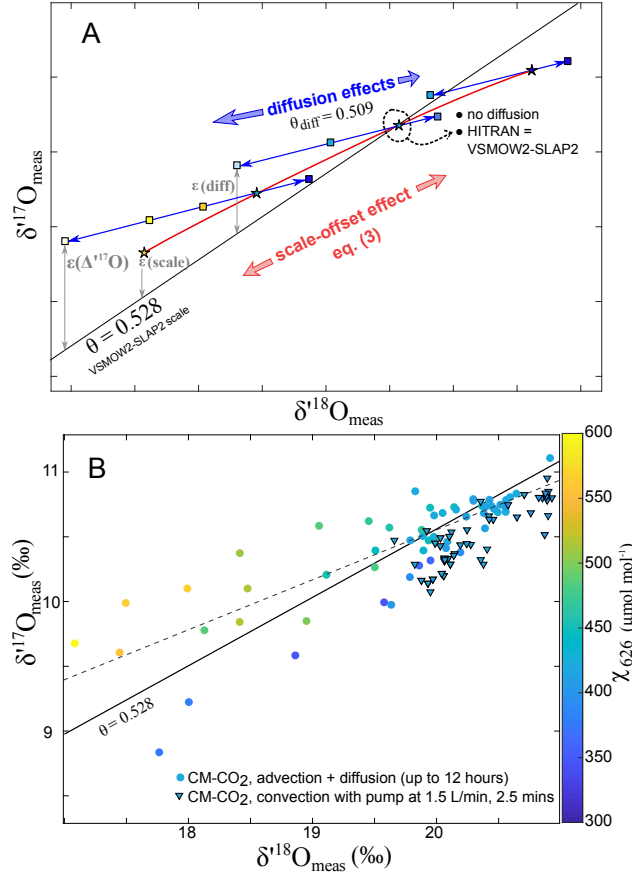 A
diffusion effects
θdiff = 0.509
● no diffusion
● HITRAN =
VSMOW2-SLAP2
ε(diff)
scale-offset effect
eq. (3)
ε(Δ'¹⁷O)
ε(scale)
θ = 0.528
VSMOW2-SLAP2 scale
δ'¹⁷Omeas
δ'¹⁸Omeas
B
11
10
9
18
19
20
θ = 0.528
CM-CO₂, advection + diffusion (up to 12 hours)
CM-CO₂, convection with pump at 1.5 L/min, 2.5 mins
δ'¹⁷Omeas (‰)
δ'¹⁸Omeas (‰)
600
550
500
450
400
350
300
χ₆₂₆ (µmol mol⁻¹)